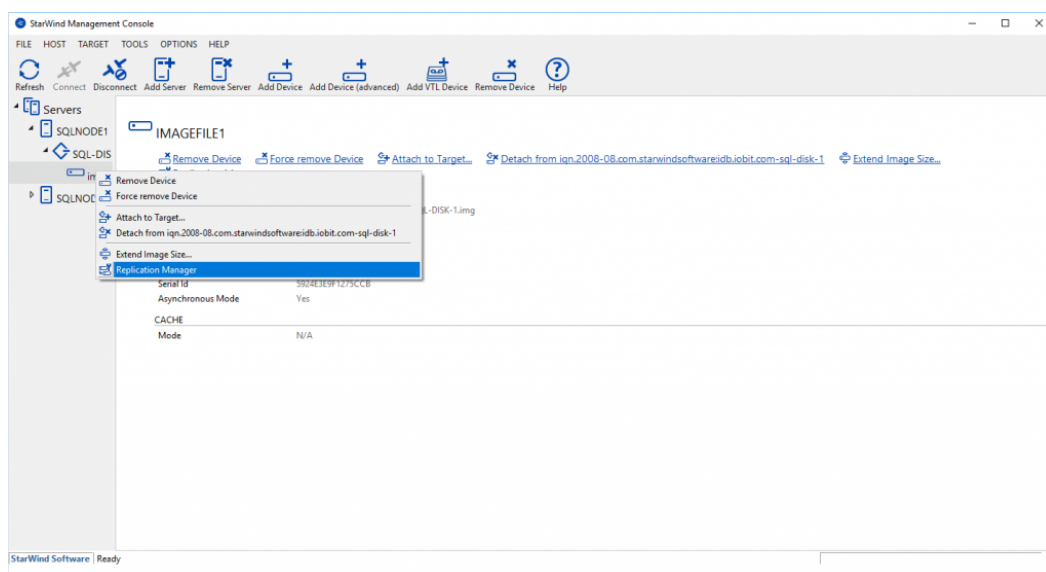 StarWind Management Console
FILE HOST TARGET TOOLS OPTIONS HELP
Refresh Connect Disconnect Add Server Remove Server Add Device Add Device (advanced) Add VTL Device Remove Device Help
Servers
SQLNODE1
IMAGEFILE1
SQL-DIS
Remove Device Force remove Device Attach to Target... Detach from iqn.2008-08.com.starwindsoftware:idb.iobit.com-sql-disk-1 Extend Image Size...
im
Remove Device
SQLNOD
Force remove Device
Attach to Target...
L-DISK-1.img
Detach from iqn.2008-08.com.starwindsoftware:idb.iobit.com-sql-disk-1
Extend Image Size...
Replication Manager
Serial Id 5924E3E9F1275CCB
Asynchronous Mode Yes
CACHE
Mode N/A
StarWind Software Ready